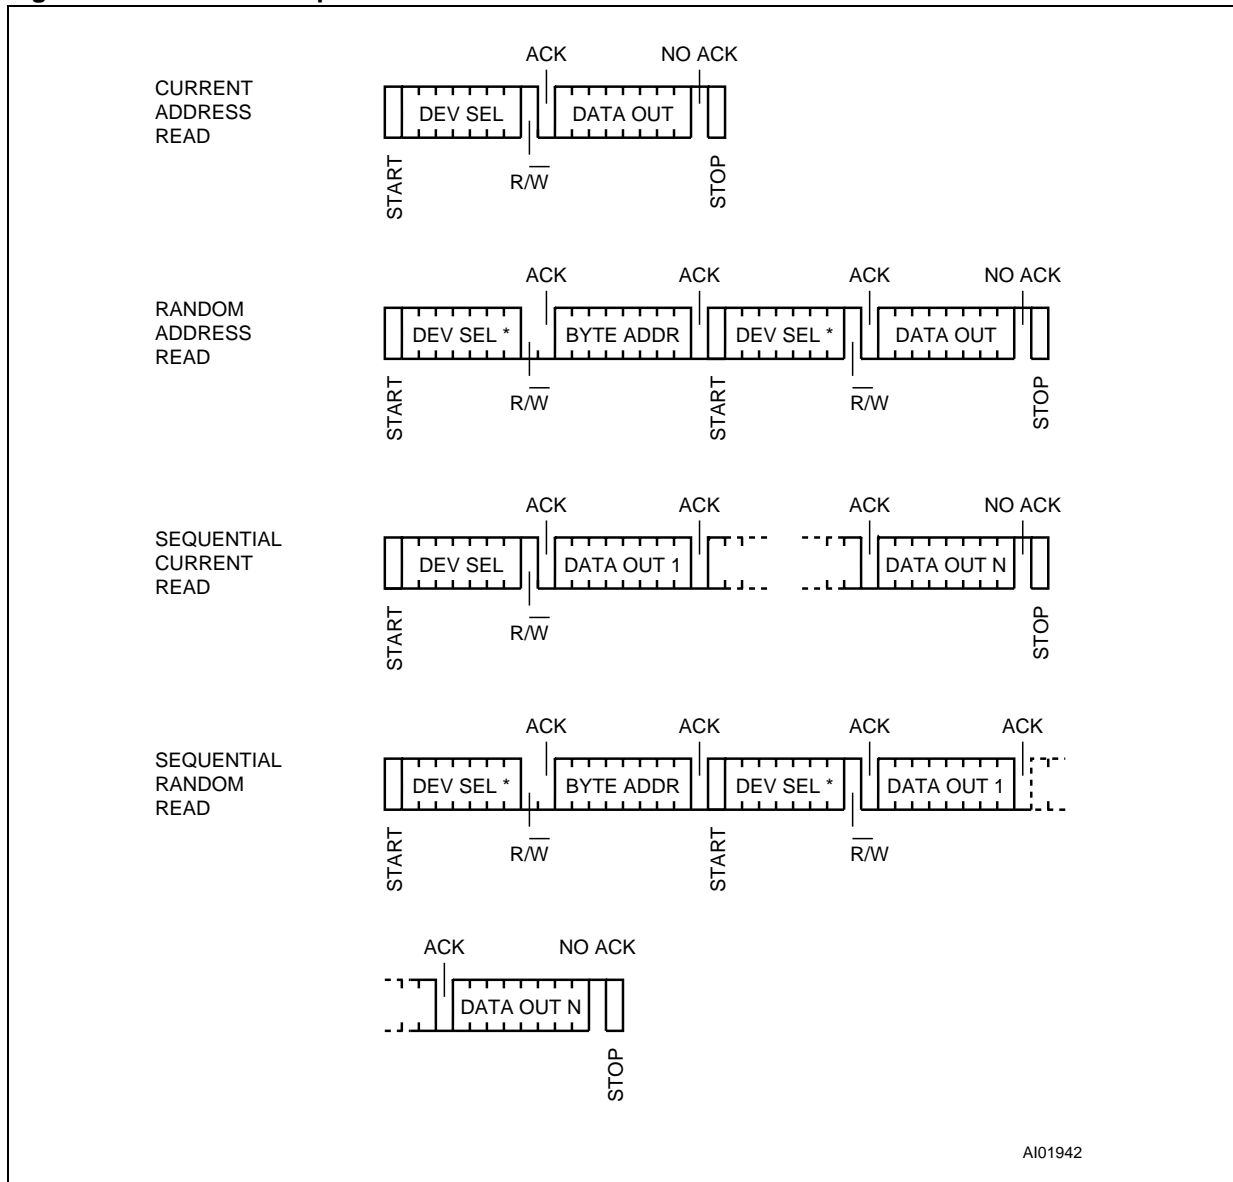 ACK NO ACK
CURRENT
ADDRESS
READ
DEV SEL DATA OUT
START R/W STOP
ACK ACK ACK NO ACK
RANDOM
ADDRESS
READ
DEV SEL * BYTE ADDR DEV SEL * DATA OUT
START R/W START R/W STOP
ACK ACK ACK NO ACK
SEQUENTIAL
CURRENT
READ
DEV SEL DATA OUT 1 DATA OUT N
START R/W STOP
ACK ACK ACK ACK
SEQUENTIAL
RANDOM
READ
DEV SEL * BYTE ADDR DEV SEL * DATA OUT 1
START R/W START R/W
ACK NO ACK
DATA OUT N
STOP
AI01942